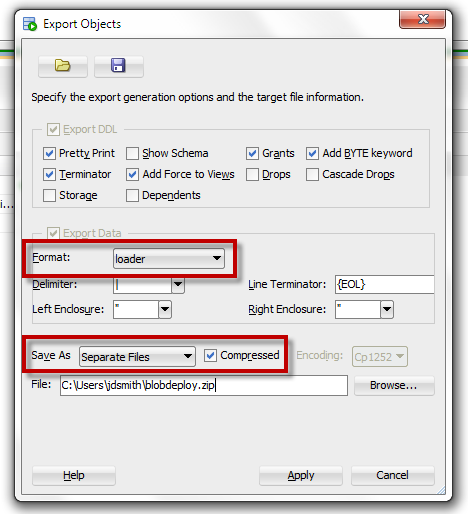 Export Objects
Specify the export generation options and the target file information.
Export DDL
Pretty Print Show Schema Grants Add BYTE keyword
Terminator Add Force to Views Drops Cascade Drops
Storage Dependents
Export Data
Format: loader
Delimiter: | Line Terminator: {EOL}
Left Enclosure: " Right Enclosure: "
Save As Separate Files Compressed Encoding: Cp1252
File: C:\Users\jdsmith\blobdeploy.zip Browse...
Help Apply Cancel